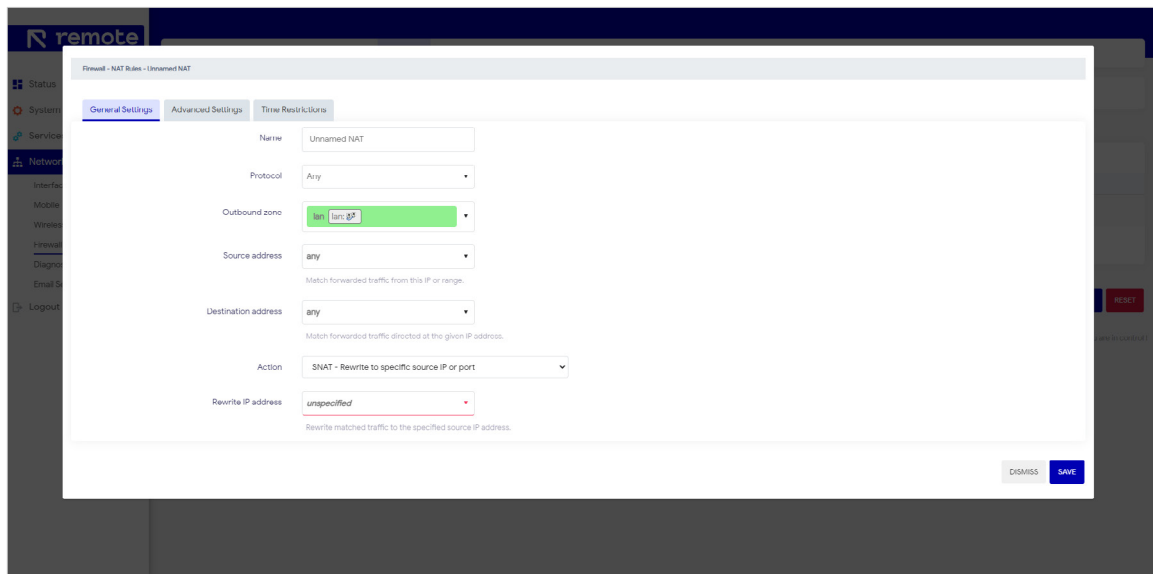 remote
Firewall - NAT Rules - Unnamed NAT
Status
System
Service
Network
Interfac
Mobile
Wireles
Firewall
Diagno
Email Se
Logout
General Settings
Advanced Settings
Time Restrictions
Name
Unnamed NAT
Protocol
Any
Outbound zone
lan lan:
Source address
any
Match forwarded traffic from this IP or range.
Destination address
any
Match forwarded traffic directed at the given IP address.
Action
SNAT - Rewrite to specific source IP or port
Rewrite IP address
unspecified
Rewrite matched traffic to the specified source IP address.
DISMISS
SAVE
RESET